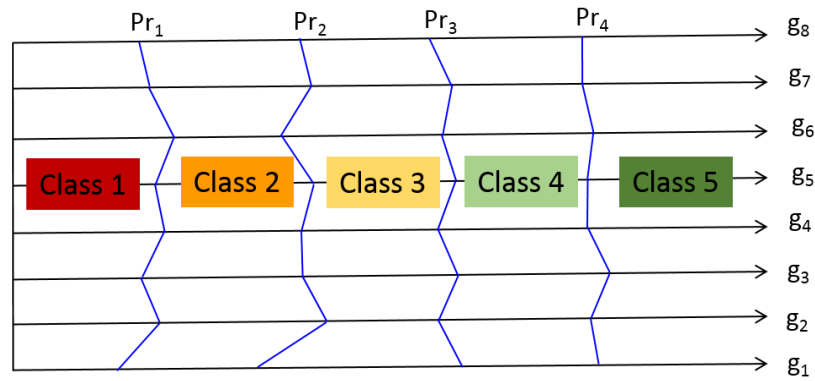 Pr₁ Pr₂ Pr₃ Pr₄ g₈
g₇
g₆
Class 1 Class 2 Class 3 Class 4 Class 5 g₅
g₄
g₃
g₂
g₁